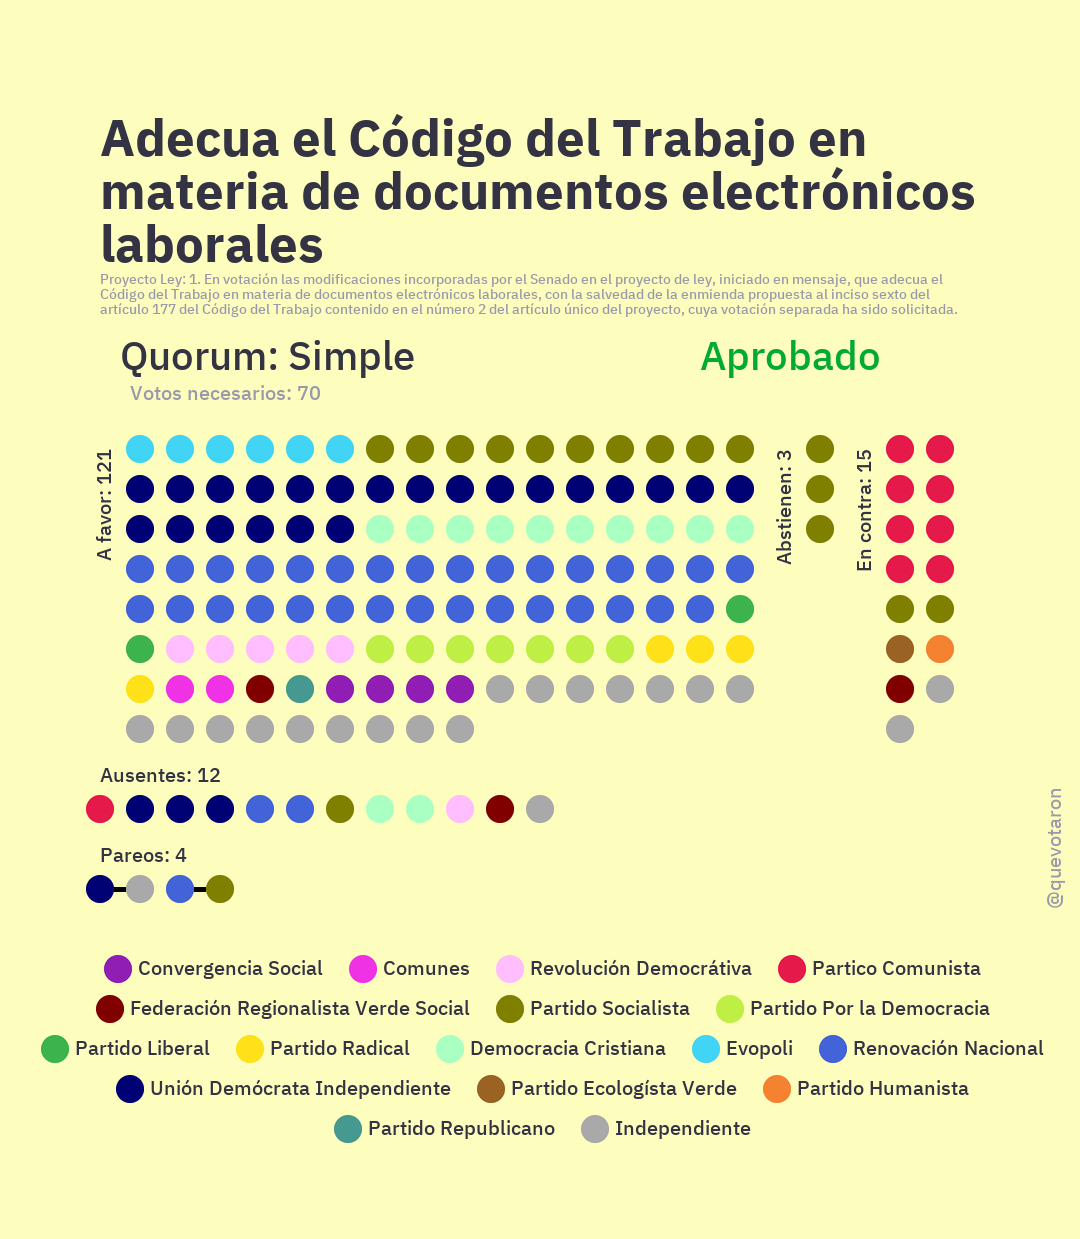 Adecua el Código del Trabajo en
materia de documentos electrónicos
laborales
Proyecto Ley: 1. En votación las modificaciones incorporadas por el Senado en el proyecto de ley, iniciado en mensaje, que adecua el
Código del Trabajo en materia de documentos electrónicos laborales, con la salvedad de la enmienda propuesta al inciso sexto del
artículo 177 del Código del Trabajo contenido en el número 2 del artículo único del proyecto, cuya votación separada ha sido solicitada.
Quorum: Simple
Aprobado
Votos necesarios: 70
A favor: 121
Abstienen: 3
En contra: 15
Ausentes: 12
Pareos: 4
@quevotaron
Convergencia Social Comunes Revolución Democrátiva Partico Comunista
Federación Regionalista Verde Social Partido Socialista Partido Por la Democracia
Partido Liberal Partido Radical Democracia Cristiana Evopoli Renovación Nacional
Unión Demócrata Independiente Partido Ecologísta Verde Partido Humanista
Partido Republicano Independiente